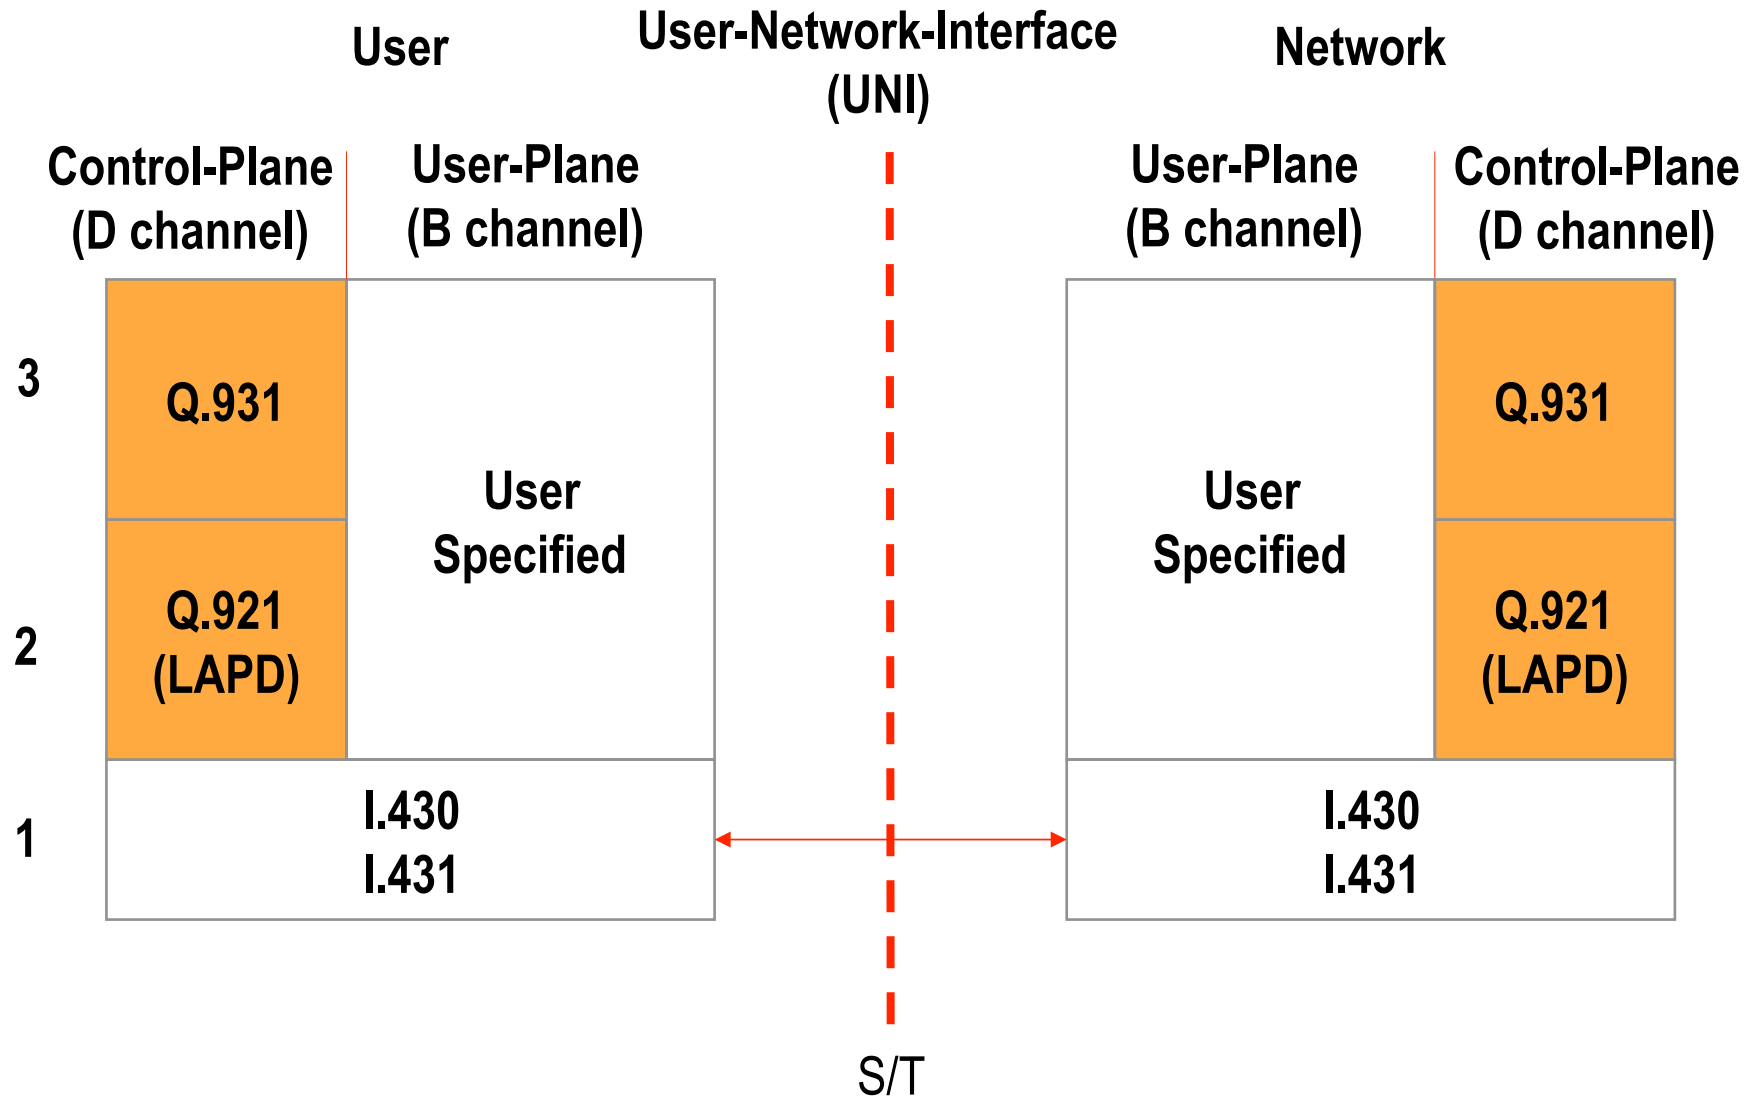 User
User-Network-Interface
(UNI)
Network
Control-Plane
(D channel)
User-Plane
(B channel)
User-Plane
(B channel)
Control-Plane
(D channel)
3
Q.931
User
Specified
User
Specified
Q.931
2
Q.921
(LAPD)
Q.921
(LAPD)
1
I.430
I.431
I.430
I.431
S/T